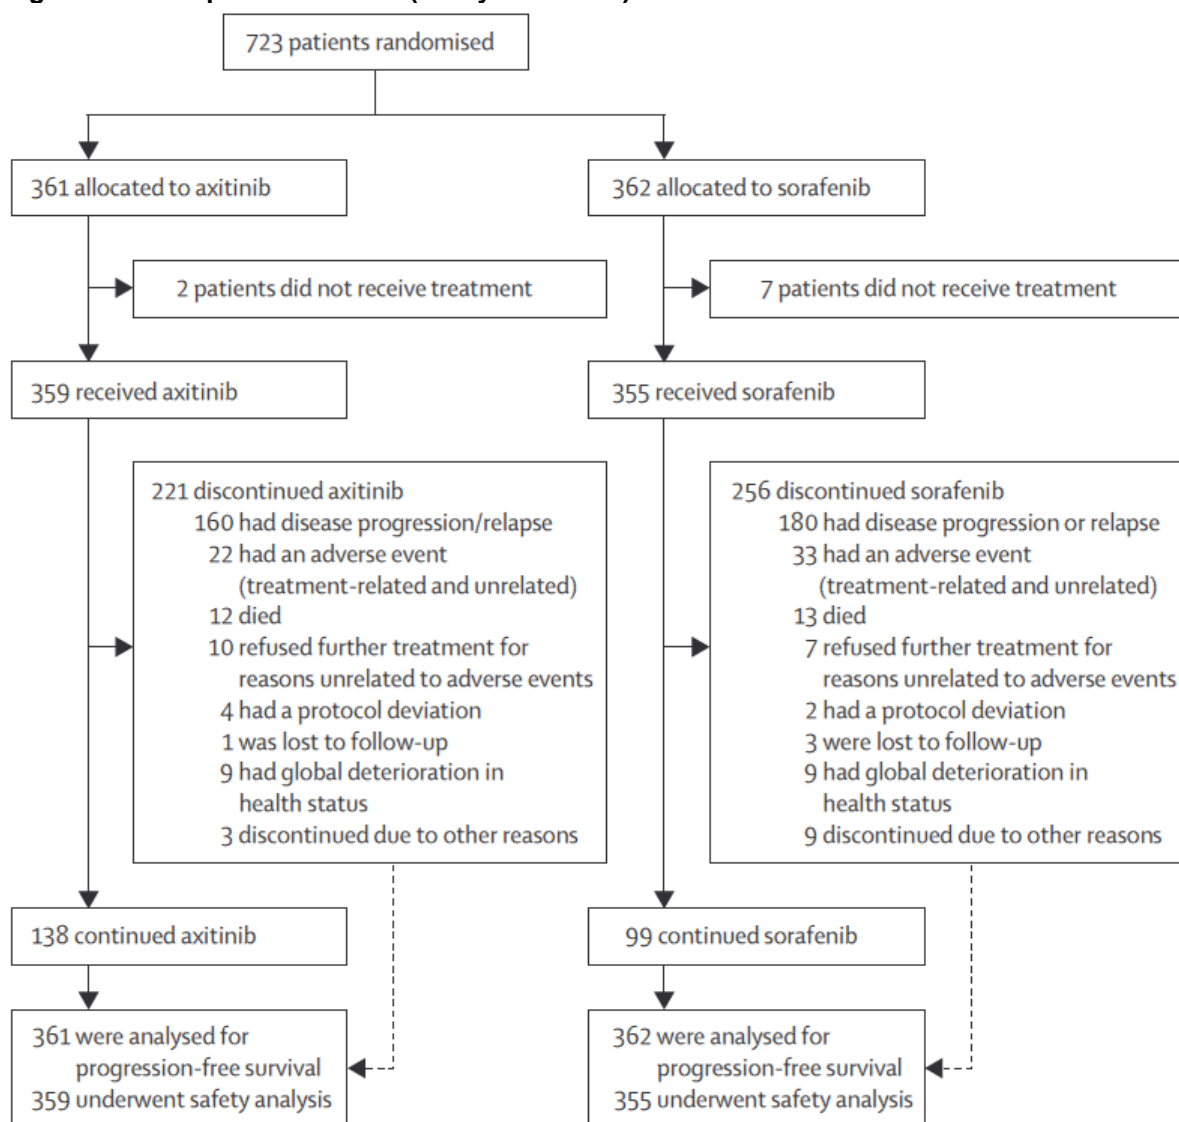 723 patients randomised
361 allocated to axitinib
362 allocated to sorafenib
2 patients did not receive treatment
7 patients did not receive treatment
359 received axitinib
355 received sorafenib
221 discontinued axitinib
160 had disease progression/relapse
22 had an adverse event
(treatment-related and unrelated)
12 died
10 refused further treatment for
reasons unrelated to adverse events
4 had a protocol deviation
1 was lost to follow-up
9 had global deterioration in
health status
3 discontinued due to other reasons
256 discontinued sorafenib
180 had disease progression or relapse
33 had an adverse event
(treatment-related and unrelated)
13 died
7 refused further treatment for
reasons unrelated to adverse events
2 had a protocol deviation
3 were lost to follow-up
9 had global deterioration in
health status
9 discontinued due to other reasons
138 continued axitinib
99 continued sorafenib
361 were analysed for
progression-free survival
359 underwent safety analysis
362 were analysed for
progression-free survival
355 underwent safety analysis